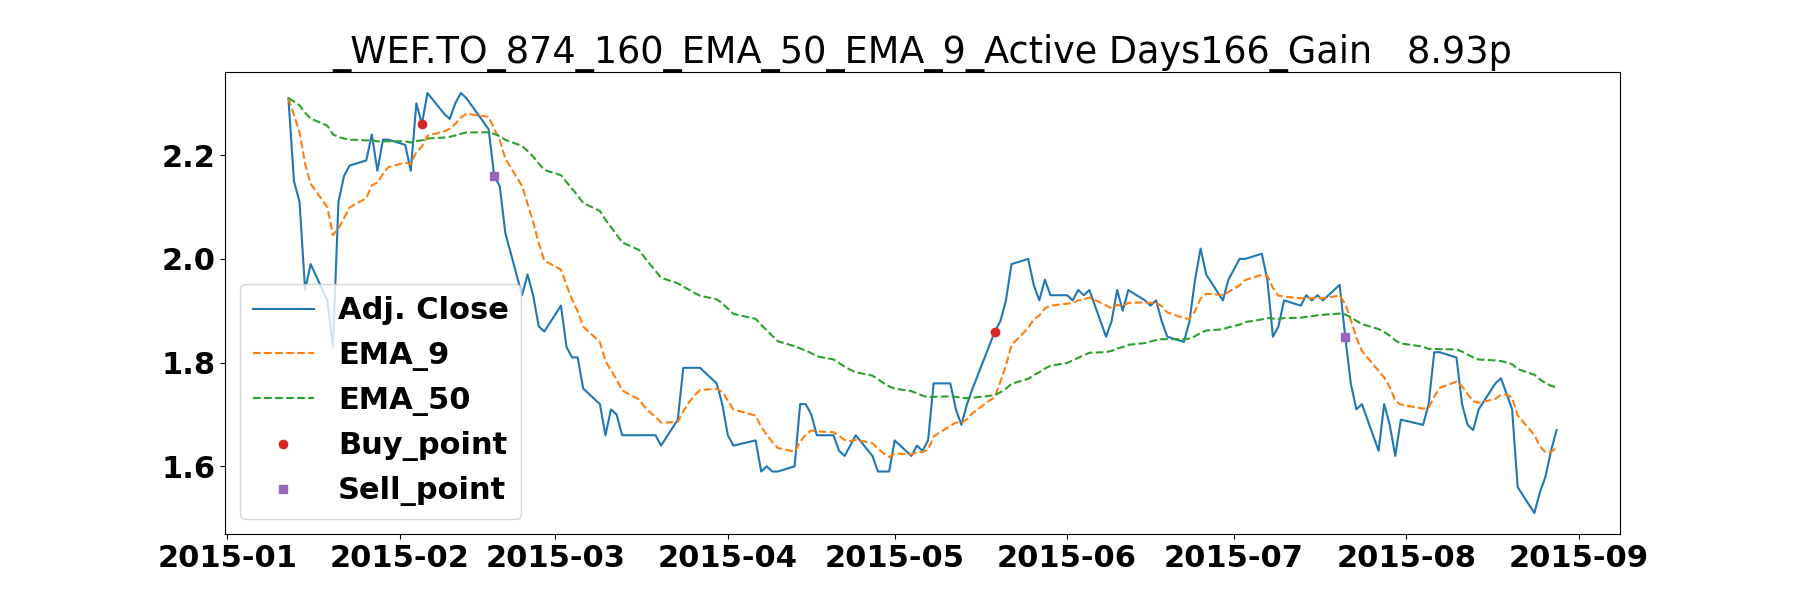 _WEF.TO_874_160_EMA_50_EMA_9_Active Days166_Gain   8.93p
2.2
2.0
1.8
1.6
Adj. Close
EMA_9
EMA_50
Buy_point
Sell_point
2015-01 2015-02 2015-03 2015-04 2015-05 2015-06 2015-07 2015-08 2015-09